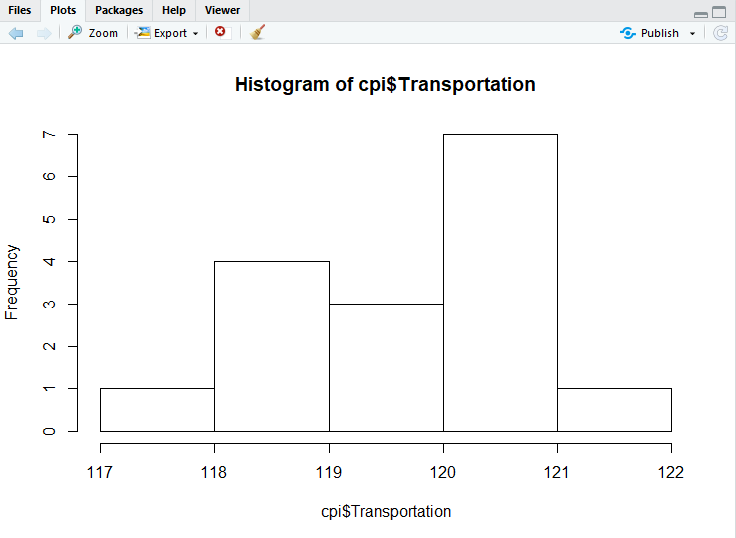 Files Plots Packages Help Viewer
Zoom Export Publish
Histogram of cpi$Transportation
Frequency
7
6
5
4
3
2
1
0
117 118 119 120 121 122
cpi$Transportation